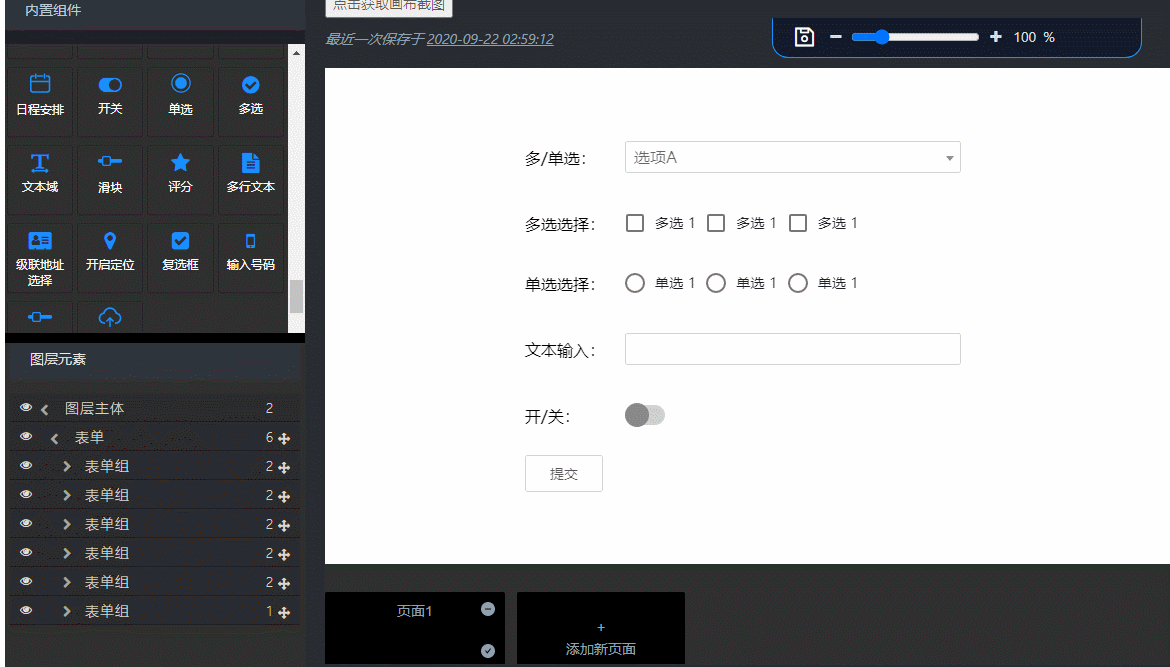 内置组件
日程安排
开关
单选
多选
文本域
滑块
评分
多行文本
级联地址
选择
开启定位
复选框
输入号码
图层元素
图层主体 2
表单 6
表单组 2
表单组 2
表单组 2
表单组 2
表单组 2
表单组 1
点击获取画布截图
最近一次保存于 2020-09-22 02:59:12
100 %
多/单选：
选项A
多选选择：
多选 1
多选 1
多选 1
单选选择：
单选 1
单选 1
单选 1
文本输入：
开/关：
提交
页面1
+
添加新页面